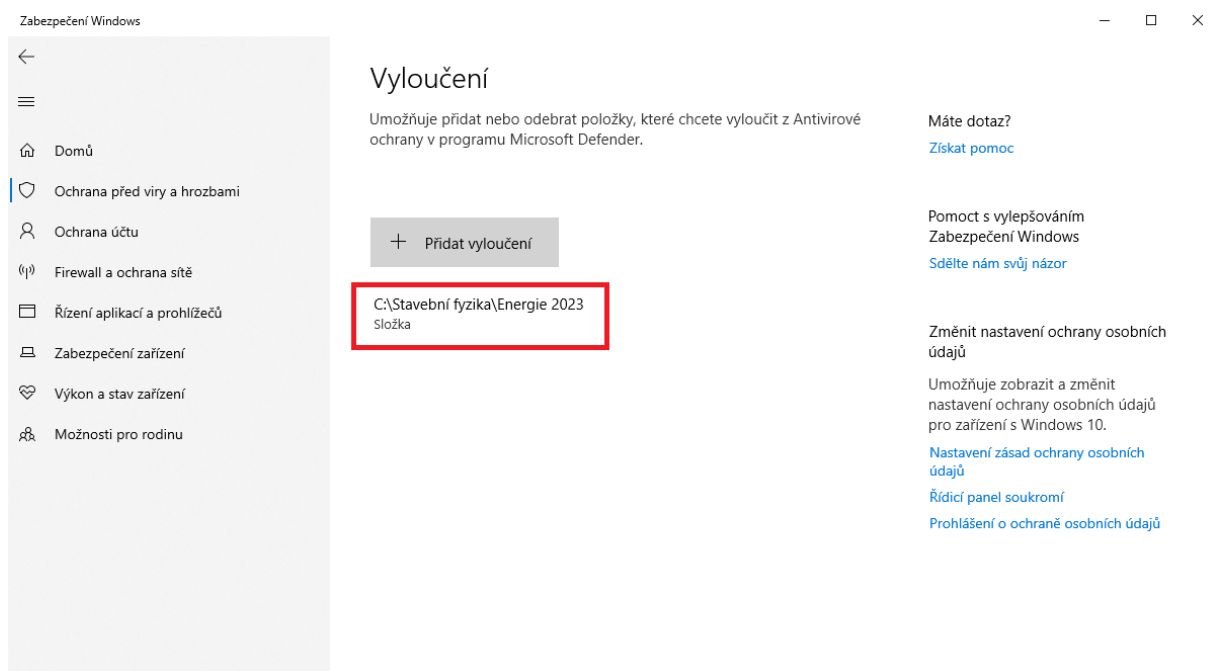 Zabezpečení Windows
Domů
Ochrana před viry a hrozbami
Ochrana účtu
Firewall a ochrana sítě
Řízení aplikací a prohlížečů
Zabezpečení zařízení
Výkon a stav zařízení
Možnosti pro rodinu
Vyloučení
Umožňuje přidat nebo odebrat položky, které chcete vyloučit z Antivirové
ochrany v programu Microsoft Defender.
Přidat vyloučení
C:\Stavební fyzika\Energie 2023
Složka
Máte dotaz?
Získat pomoc
Pomoct s vylepšováním
Zabezpečení Windows
Sdělte nám svůj názor
Změnit nastavení ochrany osobních
údajů
Umožňuje zobrazit a změnit
nastavení ochrany osobních údajů
pro zařízení s Windows 10.
Nastavení zásad ochrany osobních
údajů
Řídicí panel soukromí
Prohlášení o ochraně osobních údajů